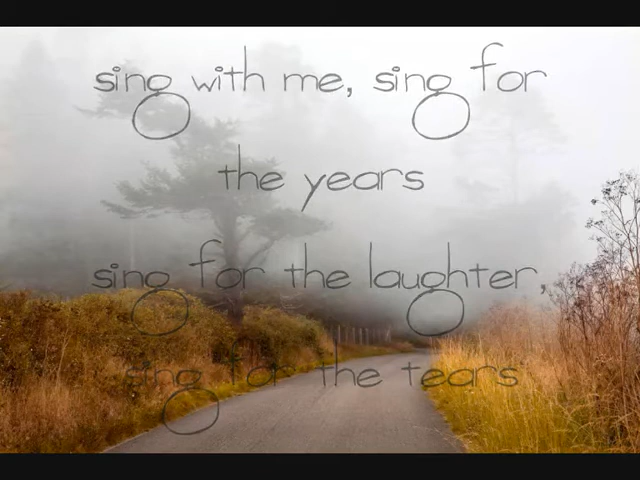 sing with me, sing for
the years
sing for the laughter,
sing for the tears